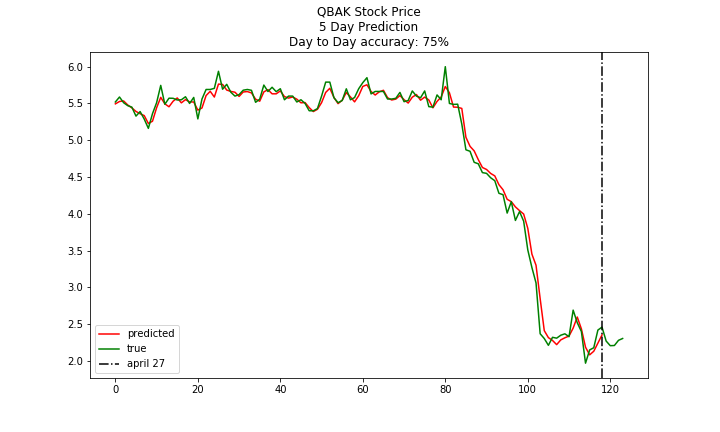 QBAK Stock Price
5 Day Prediction
Day to Day accuracy: 75%
6.0
5.5
5.0
4.5
4.0
3.5
3.0
2.5
2.0
predicted
true
april 27
0
20
40
60
80
100
120